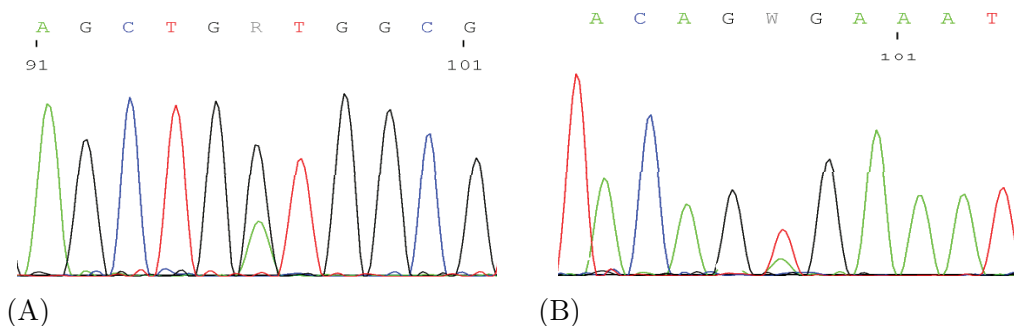 A G C T G R T G G C G
91 101
A C A G W G A A A T
101
(A)
(B)